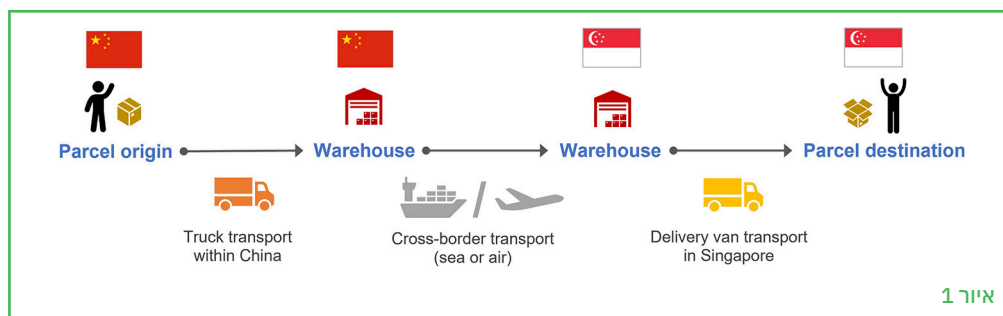 Parcel origin
Warehouse
Warehouse
Parcel destination
Truck transport
within China
Cross-border transport
(sea or air)
Delivery van transport
in Singapore
איור 1